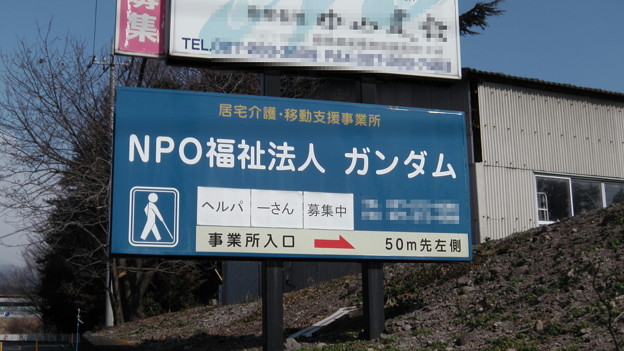 募集
TEL.
居宅介護・移動支援事業所
NPO福祉法人 ガンダム
ヘルパーさん 募集中
事業所入口 → 50m先左側